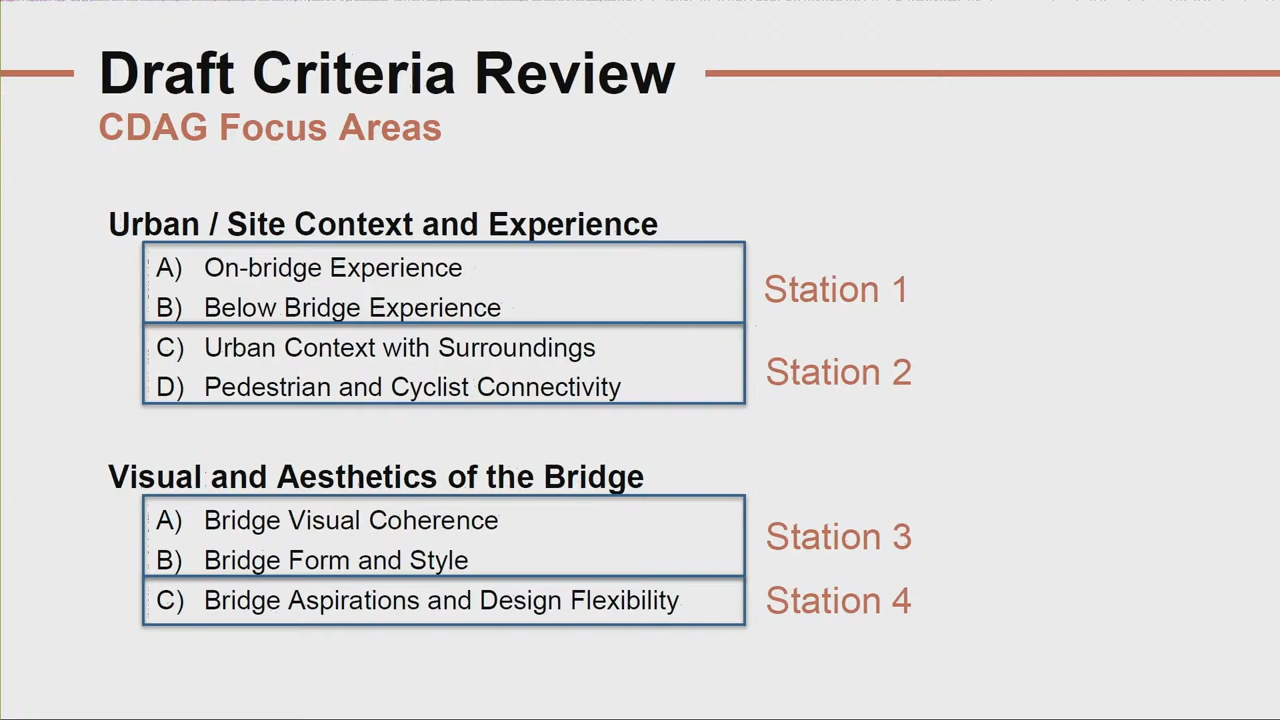 Draft Criteria Review
CDAG Focus Areas
Urban / Site Context and Experience
A) On-bridge Experience
B) Below Bridge Experience
Station 1
C) Urban Context with Surroundings
D) Pedestrian and Cyclist Connectivity
Station 2
Visual and Aesthetics of the Bridge
A) Bridge Visual Coherence
B) Bridge Form and Style
Station 3
C) Bridge Aspirations and Design Flexibility
Station 4